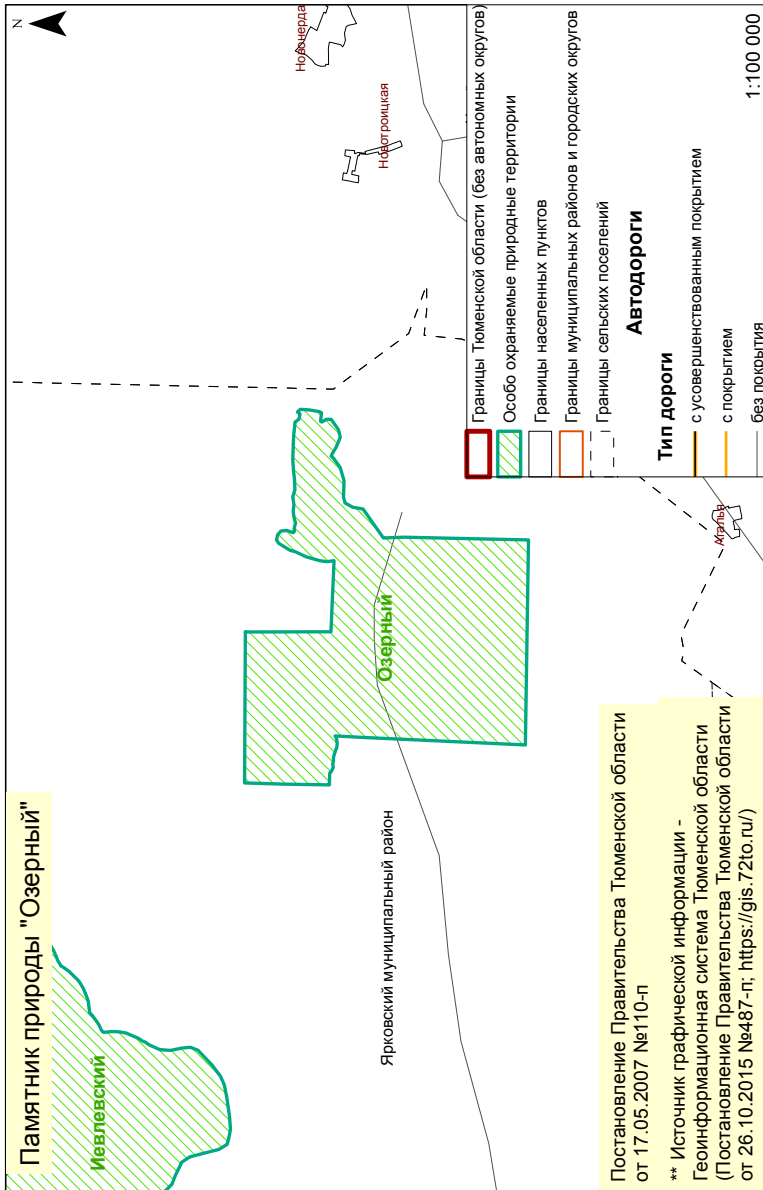 Памятник природы "Озерный"
N
Иевлевский
Озерный
Новонерда
Новотроицкая
Ярковский муниципальный район
Агалья
Границы Тюменской области (без автономных округов)
Особо охраняемые природные территории
Границы населенных пунктов
Границы муниципальных районов и городских округов
Границы сельских поселений
Автодороги
Тип дороги
с усовершенствованным покрытием
с покрытием
без покрытия
1:100 000
Постановление Правительства Тюменской области
от 17.05.2007 №110-п
** Источник графической информации -
Геоинформационная система Тюменской области
(Постановление Правительства Тюменской области
от 26.10.2015 №487-п; https://gis.72to.ru/)